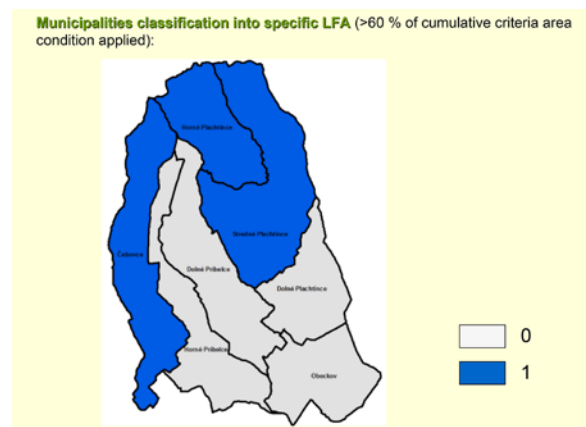 Municipalities classification into specific LFA (>60 % of cumulative criteria area
condition applied):
Horné Plachtince
Stredné Plachtince
Čebovce
Dolné Príbelce
Dolné Plachtince
Horné Príbelce
Obeckov
0
1